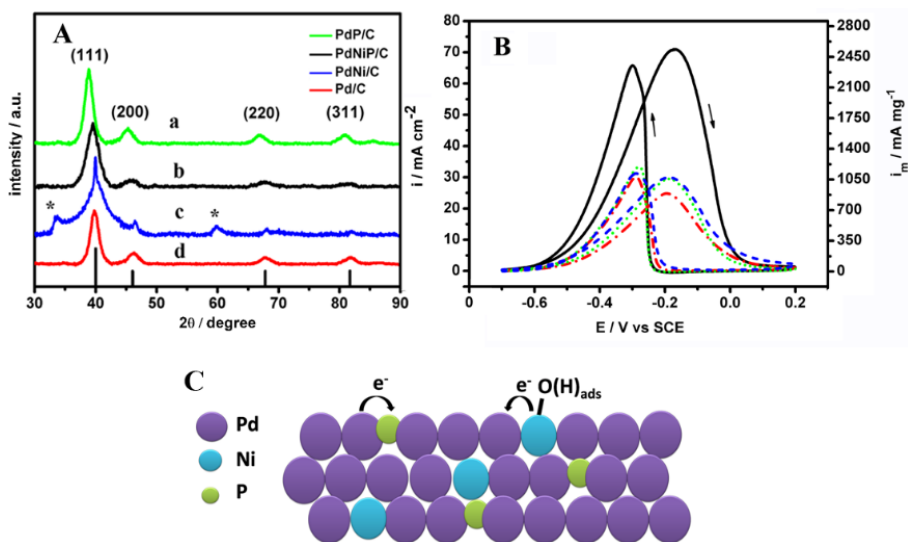 A
PdP/C
PdNiP/C
PdNi/C
Pd/C
(111)
(200)
(220)
(311)
a
b
c
d
*
*
intensity / a.u.
30 40 50 60 70 80 90
2θ / degree
B
80
70
60
50
40
30
20
10
0
i / mA cm⁻²
2800
2450
2100
1750
1400
1050
700
350
0
iₘ / mA mg⁻¹
-0.6 -0.4 -0.2 0.0 0.2
E / V vs SCE
C
Pd
Ni
P
e⁻
e⁻
O(H)ads